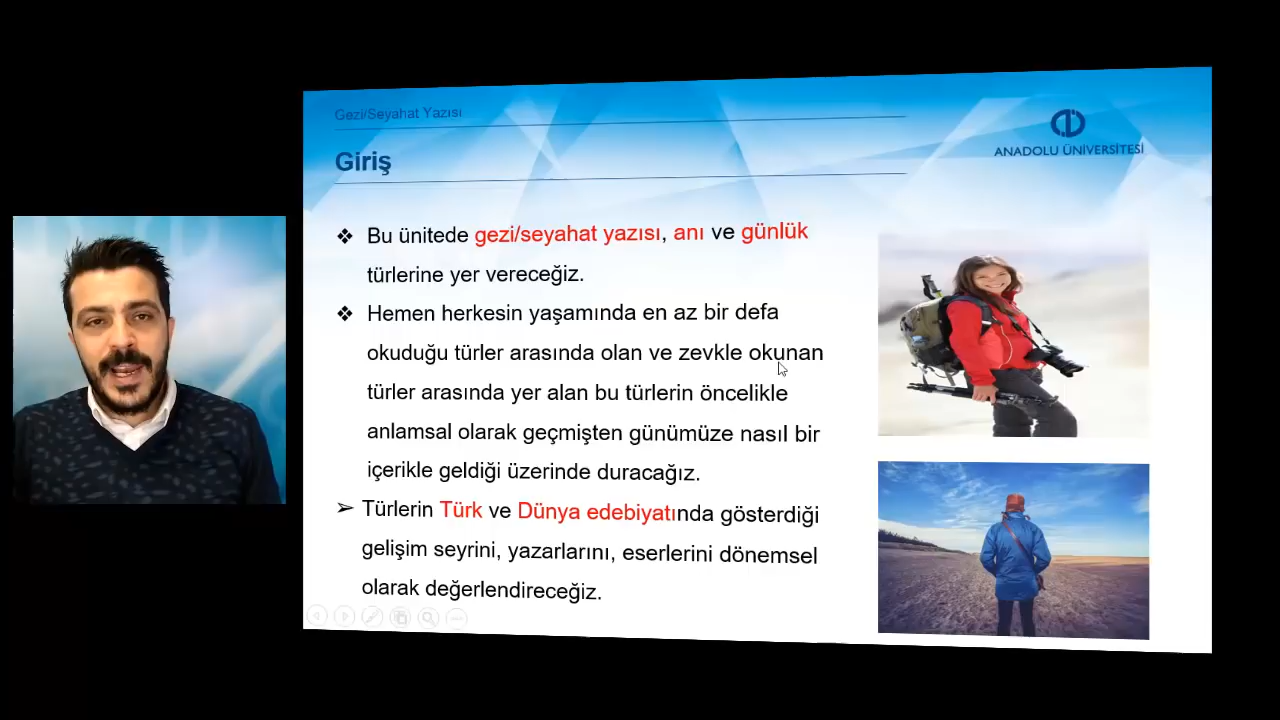 Gezi/Seyahat Yazısı
Giriş
ANADOLU ÜNİVERSİTESİ
❖ Bu ünitede gezi/seyahat yazısı, anı ve günlük
türlerine yer vereceğiz.
❖ Hemen herkesin yaşamında en az bir defa
okuduğu türler arasında olan ve zevkle okunan
türler arasında yer alan bu türlerin öncelikle
anlamsal olarak geçmişten günümüze nasıl bir
içerikle geldiği üzerinde duracağız.
➢ Türlerin Türk ve Dünya edebiyatında gösterdiği
gelişim seyrini, yazarlarını, eserlerini dönemsel
olarak değerlendireceğiz.